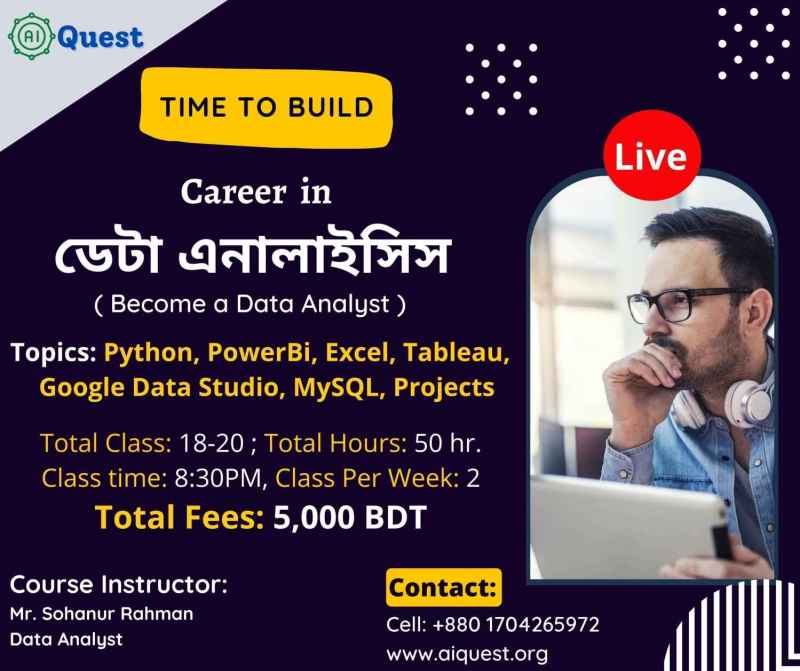 AI Quest
TIME TO BUILD
Live
Career in
ডেটা এনালাইসিস
( Become a Data Analyst )
Topics: Python, PowerBi, Excel, Tableau,
Google Data Studio, MySQL, Projects
Total Class: 18-20 ; Total Hours: 50 hr.
Class time: 8:30PM, Class Per Week: 2
Total Fees: 5,000 BDT
Course Instructor:
Mr. Sohanur Rahman
Data Analyst
Contact:
Cell: +880 1704265972
www.aiquest.org